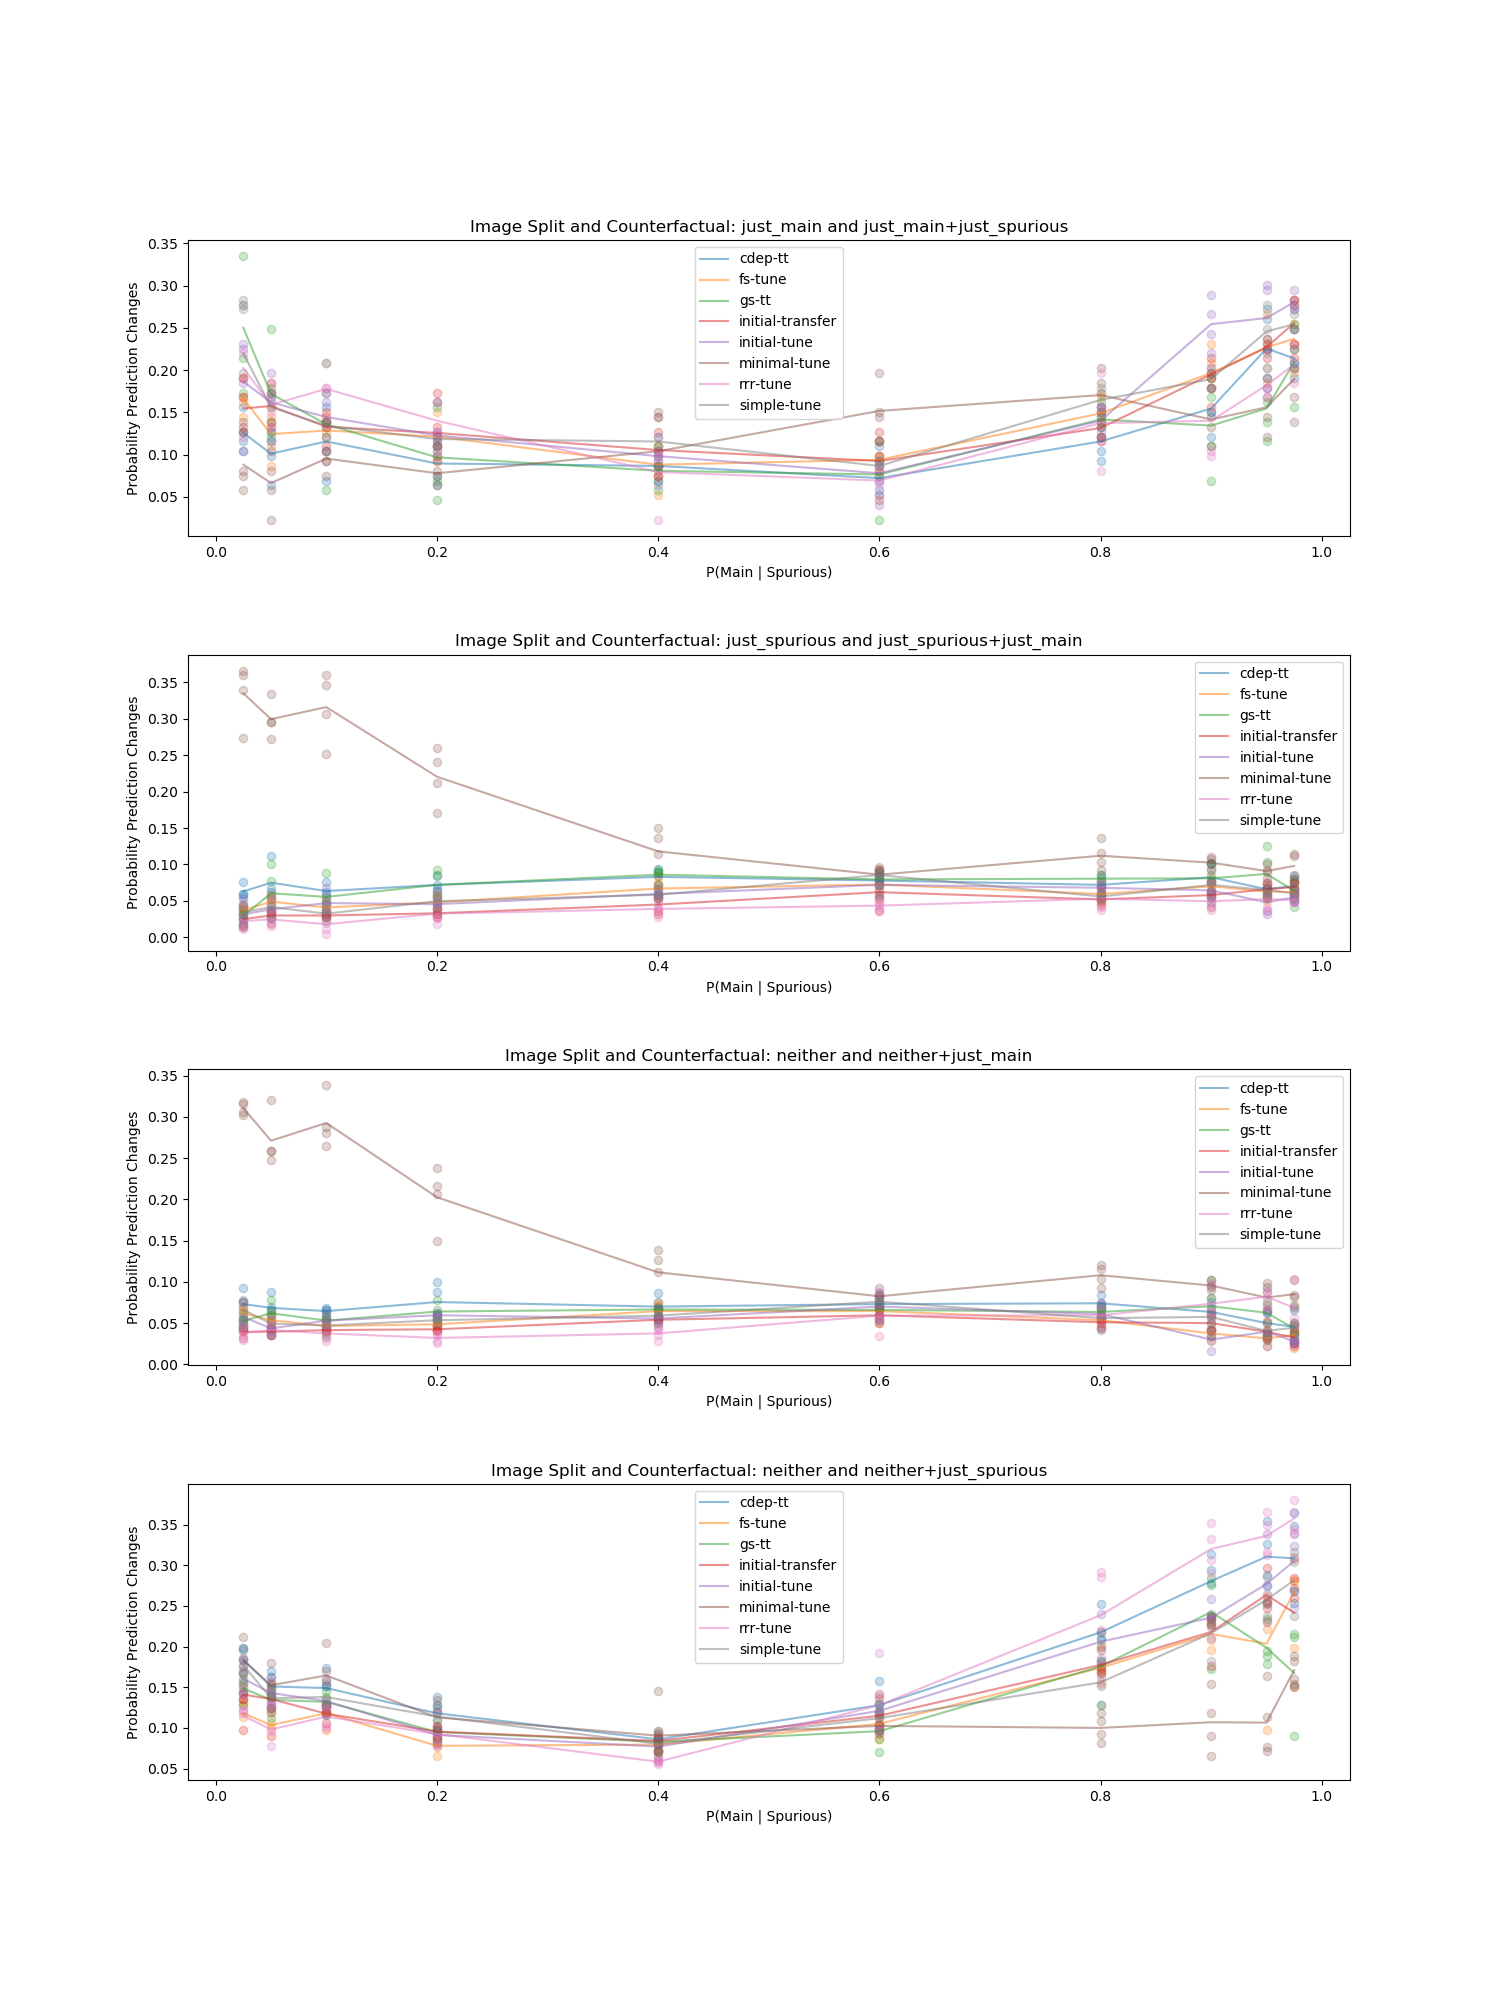 Image Split and Counterfactual: just_main and just_main+just_spurious
Probability Prediction Changes
0.35
0.30
0.25
0.20
0.15
0.10
0.05
cdep-tt
fs-tune
gs-tt
initial-transfer
initial-tune
minimal-tune
rrr-tune
simple-tune
0.0 0.2 0.4 0.6 0.8 1.0
P(Main | Spurious)
Image Split and Counterfactual: just_spurious and just_spurious+just_main
Probability Prediction Changes
0.35
0.30
0.25
0.20
0.15
0.10
0.05
0.00
cdep-tt
fs-tune
gs-tt
initial-transfer
initial-tune
minimal-tune
rrr-tune
simple-tune
0.0 0.2 0.4 0.6 0.8 1.0
P(Main | Spurious)
Image Split and Counterfactual: neither and neither+just_main
Probability Prediction Changes
0.35
0.30
0.25
0.20
0.15
0.10
0.05
0.00
cdep-tt
fs-tune
gs-tt
initial-transfer
initial-tune
minimal-tune
rrr-tune
simple-tune
0.0 0.2 0.4 0.6 0.8 1.0
P(Main | Spurious)
Image Split and Counterfactual: neither and neither+just_spurious
Probability Prediction Changes
0.35
0.30
0.25
0.20
0.15
0.10
0.05
cdep-tt
fs-tune
gs-tt
initial-transfer
initial-tune
minimal-tune
rrr-tune
simple-tune
0.0 0.2 0.4 0.6 0.8 1.0
P(Main | Spurious)